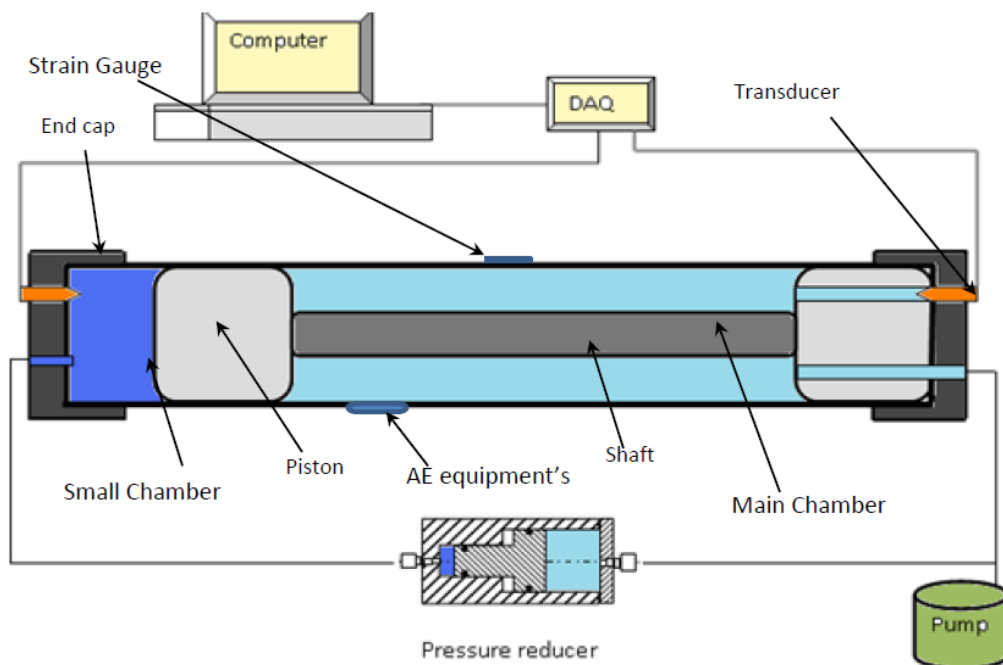 Computer
Strain Gauge
DAQ
Transducer
End cap
Piston
Shaft
Small Chamber
AE equipment's
Main Chamber
Pump
Pressure reducer